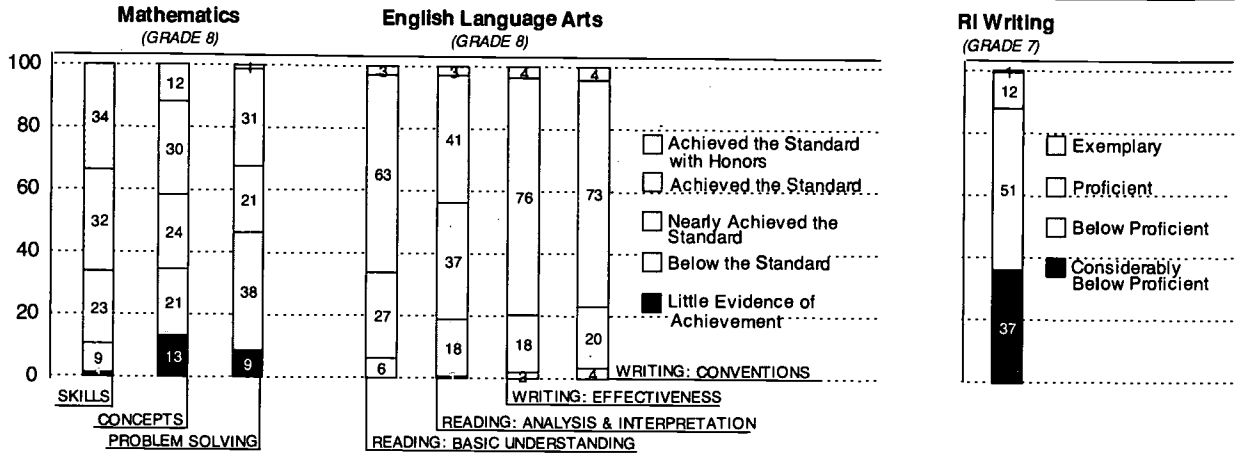 Mathematics
(GRADE 8)
English Language Arts
(GRADE 8)
RI Writing
(GRADE 7)
100
80
60
40
20
0
34
32
23
9
12
30
24
21
13
1
31
21
38
9
3
63
27
6
3
41
37
18
4
76
18
2
4
73
20
4
Achieved the Standard
with Honors
Achieved the Standard
Nearly Achieved the
Standard
Below the Standard
Little Evidence of
Achievement
1
12
51
37
Exemplary
Proficient
Below Proficient
Considerably
Below Proficient
SKILLS
CONCEPTS
PROBLEM SOLVING
WRITING: CONVENTIONS
WRITING: EFFECTIVENESS
READING: ANALYSIS & INTERPRETATION
READING: BASIC UNDERSTANDING